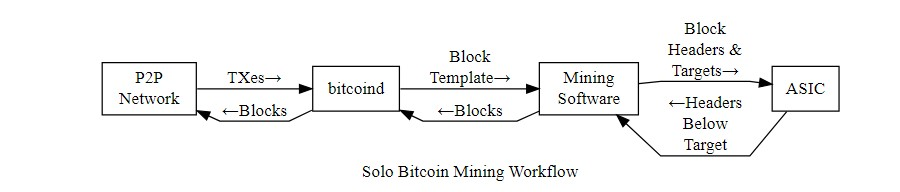 P2P
Network
TXes→
←Blocks
bitcoind
Block
Template→
←Blocks
Mining
Software
Block
Headers &
Targets→
←Headers
Below
Target
ASIC
Solo Bitcoin Mining Workflow